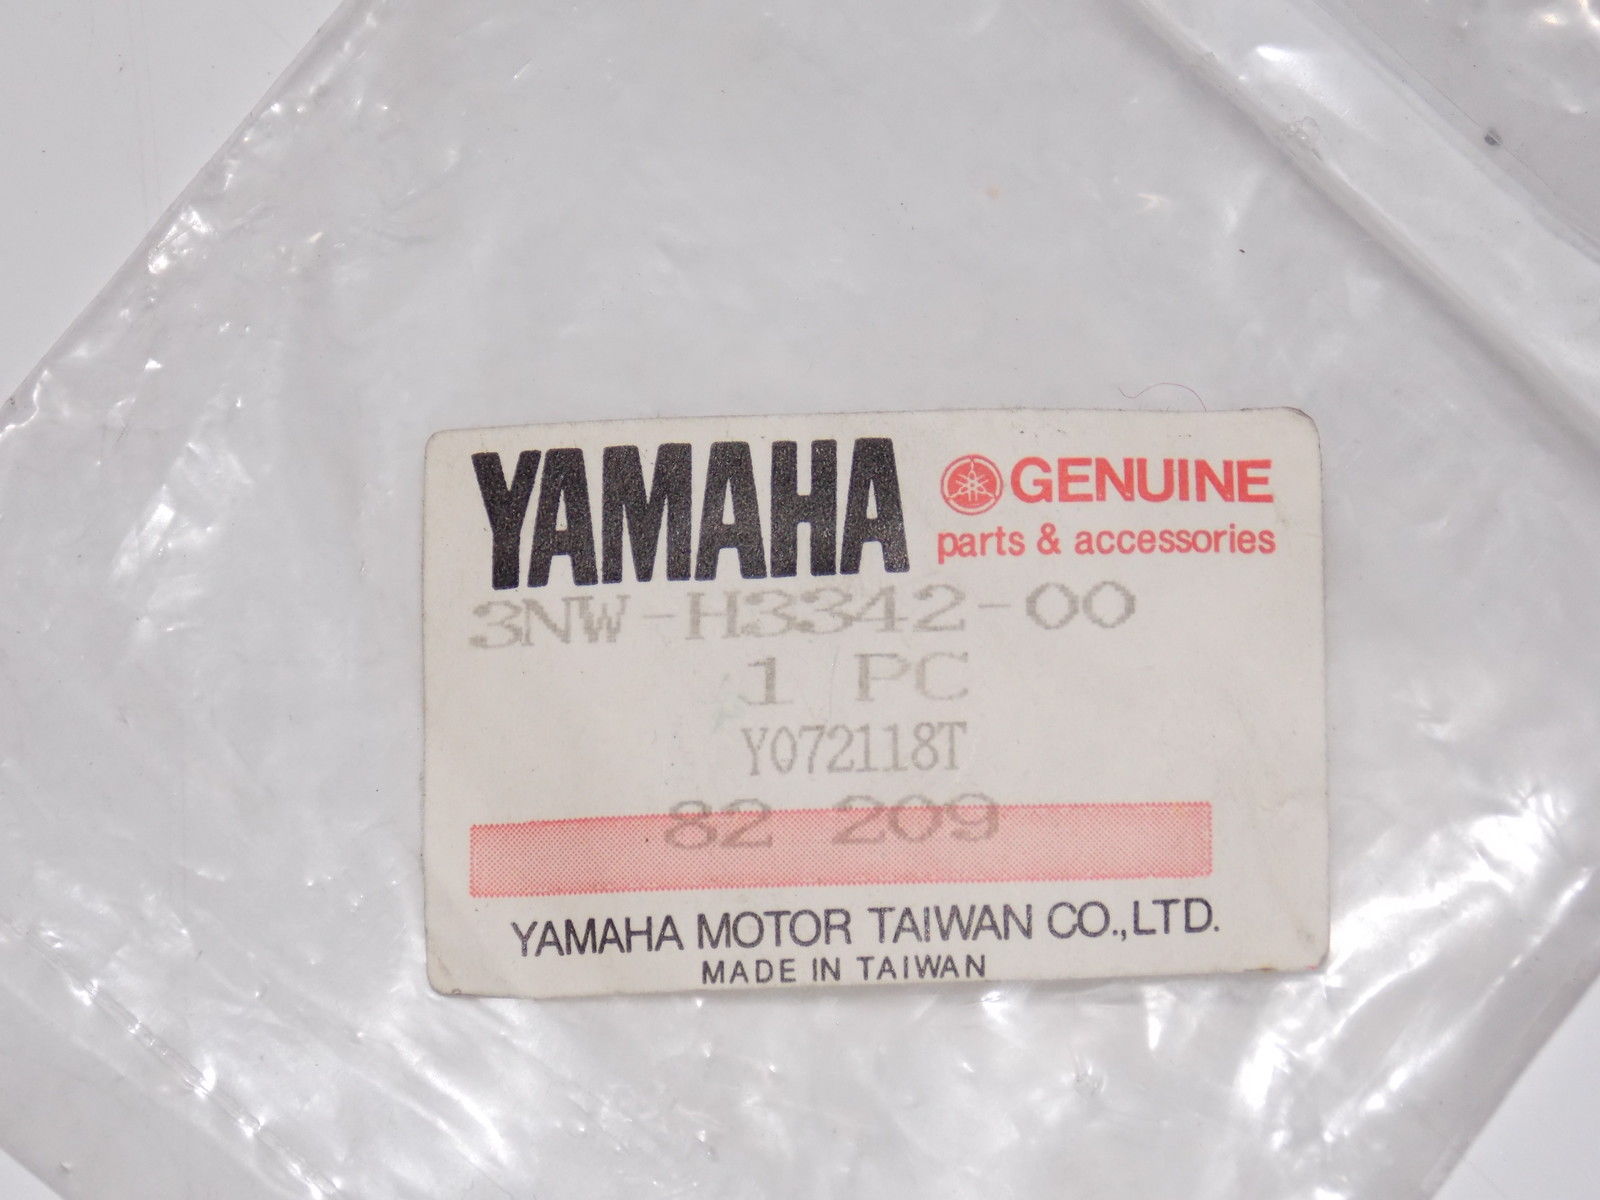 YAMAHA GENUINE
parts & accessories
3NW-H3342-00
1 PC
Y072118T
82 209
YAMAHA MOTOR TAIWAN CO.,LTD.
MADE IN TAIWAN